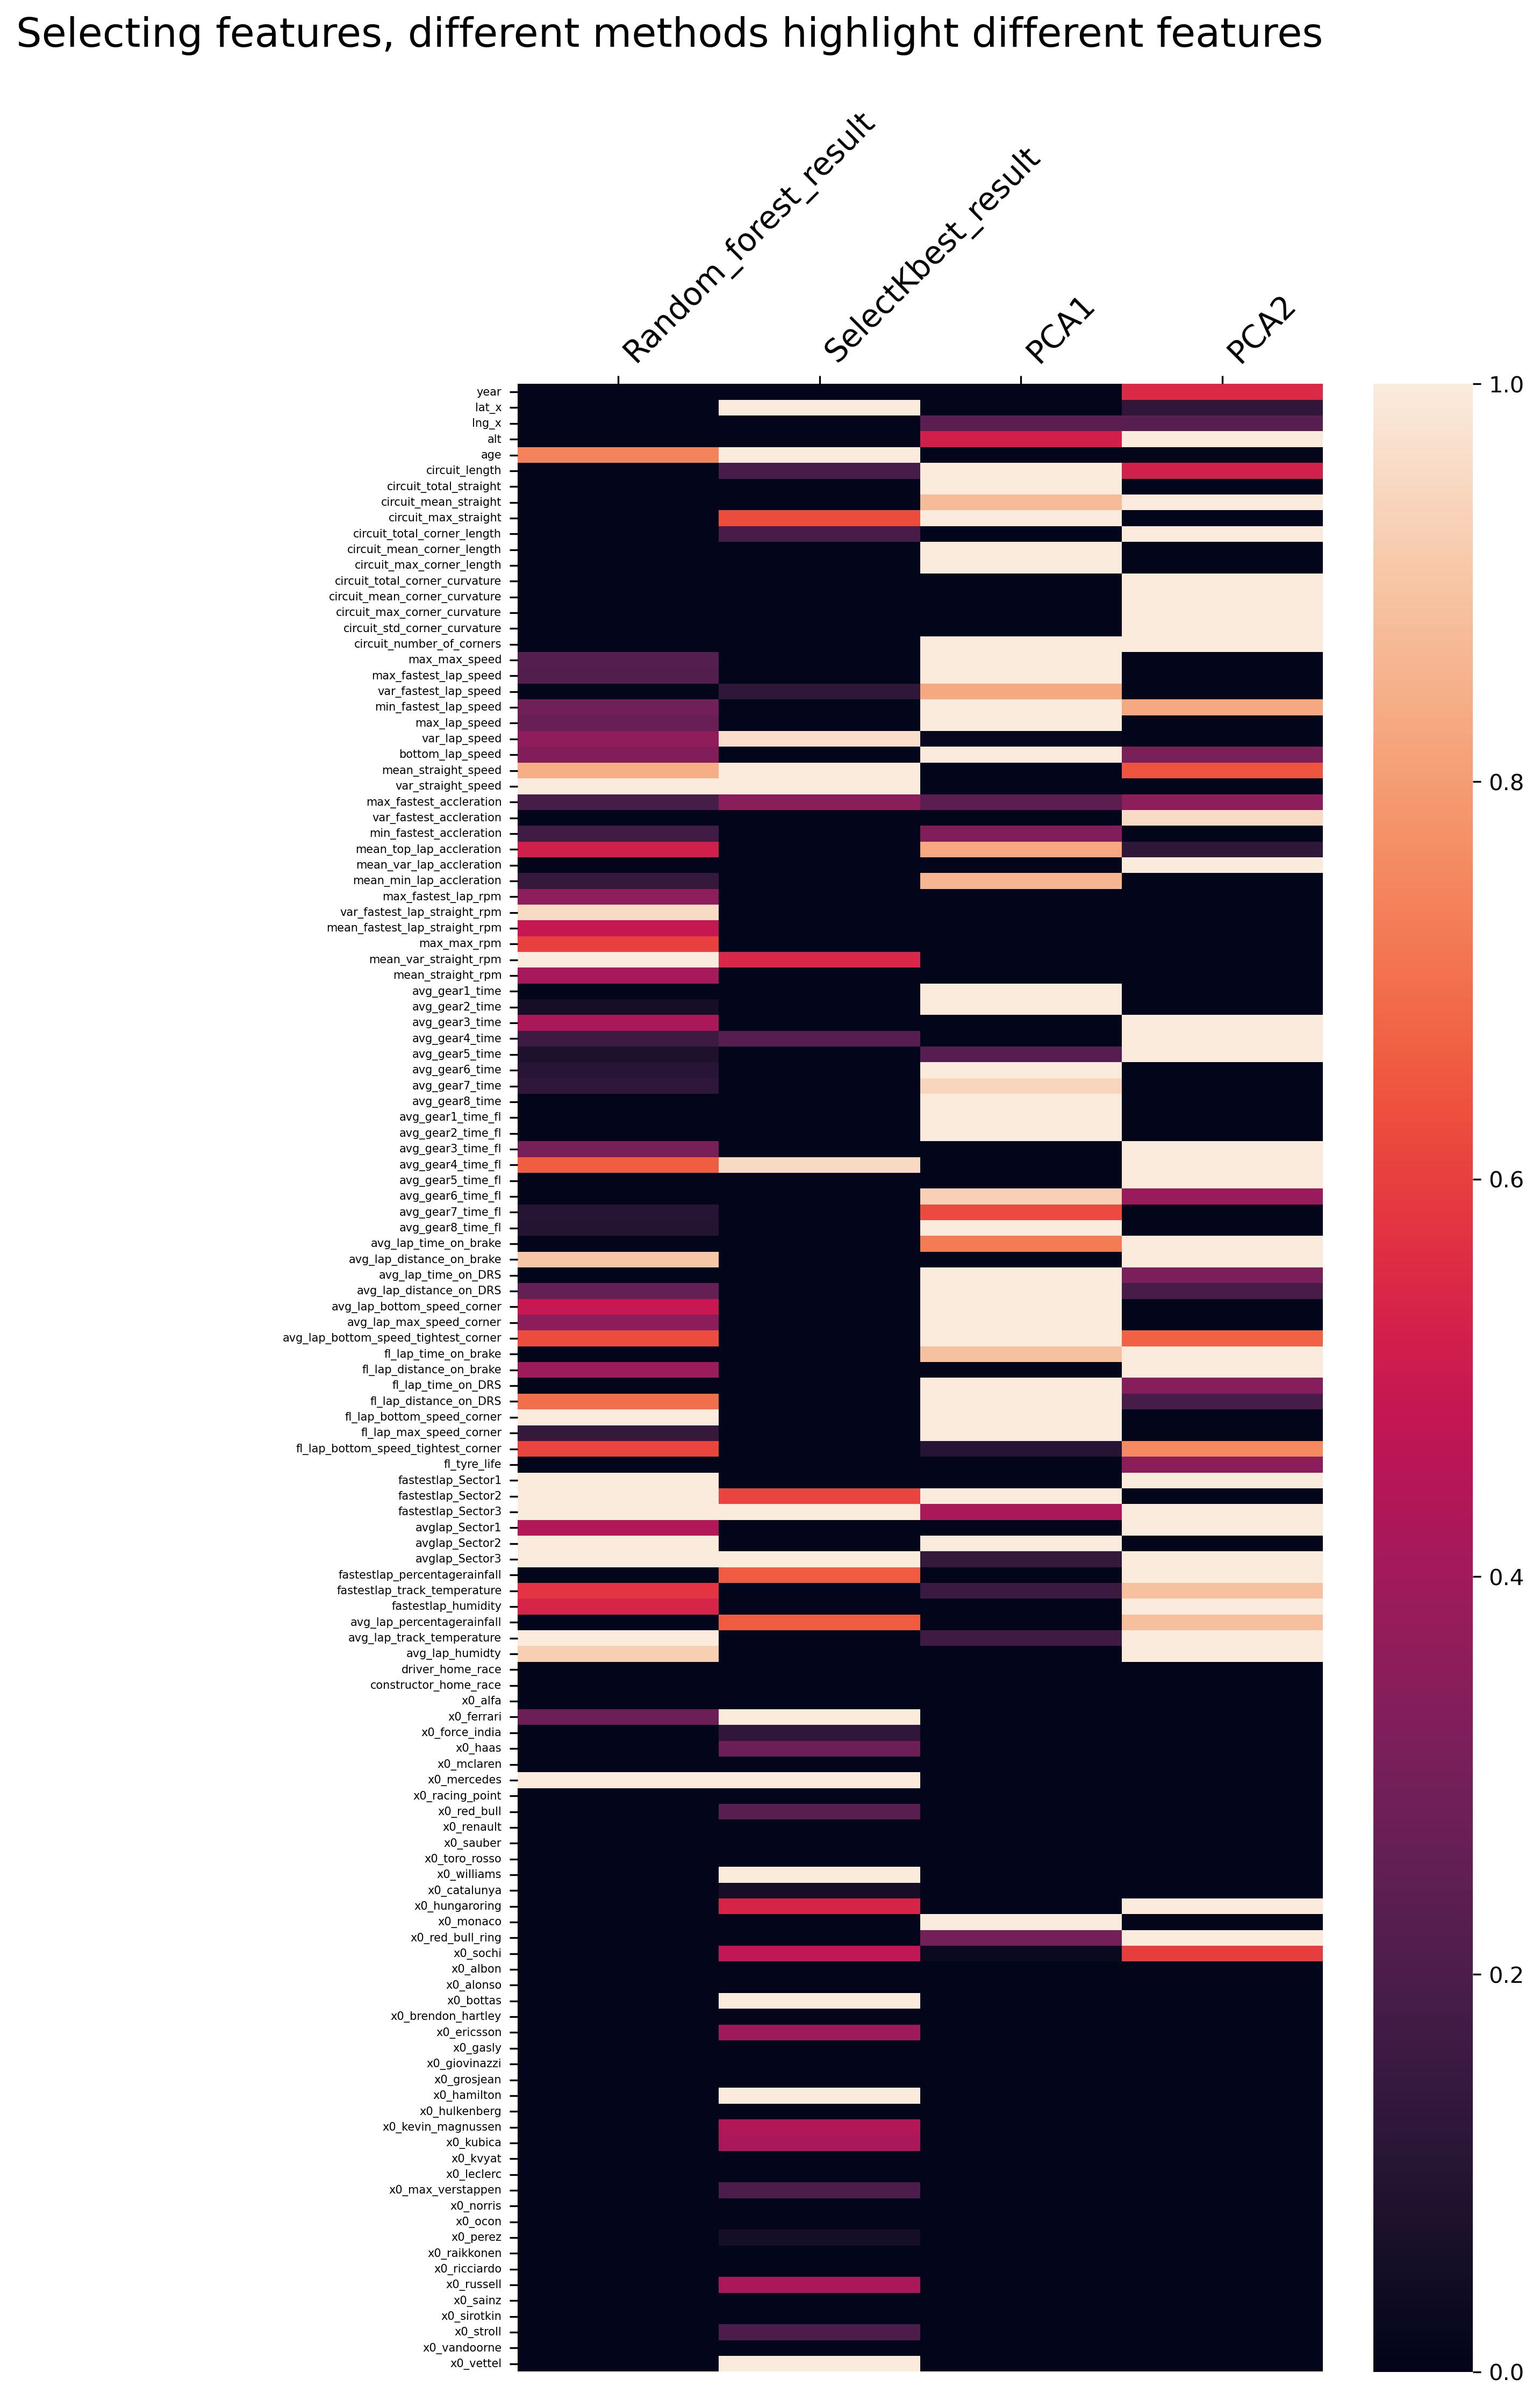 Selecting features, different methods highlight different features
Random_forest_result
SelectKbest_result
PCA1
PCA2
year
lat_x
lng_x
alt
age
circuit_length
circuit_total_straight
circuit_mean_straight
circuit_max_straight
circuit_total_corner_length
circuit_mean_corner_length
circuit_max_corner_length
circuit_total_corner_curvature
circuit_mean_corner_curvature
circuit_max_corner_curvature
circuit_std_corner_curvature
circuit_number_of_corners
max_max_speed
max_fastest_lap_speed
var_fastest_lap_speed
min_fastest_lap_speed
max_lap_speed
var_lap_speed
bottom_lap_speed
mean_straight_speed
var_straight_speed
max_fastest_accleration
var_fastest_accleration
min_fastest_accleration
mean_top_lap_accleration
mean_var_lap_accleration
mean_min_lap_accleration
max_fastest_lap_rpm
var_fastest_lap_straight_rpm
mean_fastest_lap_straight_rpm
max_max_rpm
mean_var_straight_rpm
mean_straight_rpm
avg_gear1_time
avg_gear2_time
avg_gear3_time
avg_gear4_time
avg_gear5_time
avg_gear6_time
avg_gear7_time
avg_gear8_time
avg_gear1_time_fl
avg_gear2_time_fl
avg_gear3_time_fl
avg_gear4_time_fl
avg_gear5_time_fl
avg_gear6_time_fl
avg_gear7_time_fl
avg_gear8_time_fl
avg_lap_time_on_brake
avg_lap_distance_on_brake
avg_lap_time_on_DRS
avg_lap_distance_on_DRS
avg_lap_bottom_speed_corner
avg_lap_max_speed_corner
avg_lap_bottom_speed_tightest_corner
fl_lap_time_on_brake
fl_lap_distance_on_brake
fl_lap_time_on_DRS
fl_lap_distance_on_DRS
fl_lap_bottom_speed_corner
fl_lap_max_speed_corner
fl_lap_bottom_speed_tightest_corner
fl_tyre_life
fastestlap_Sector1
fastestlap_Sector2
fastestlap_Sector3
avglap_Sector1
avglap_Sector2
avglap_Sector3
fastestlap_percentagerainfall
fastestlap_track_temperature
fastestlap_humidity
avg_lap_percentagerainfall
avg_lap_track_temperature
avg_lap_humidty
driver_home_race
constructor_home_race
x0_alfa
x0_ferrari
x0_force_india
x0_haas
x0_mclaren
x0_mercedes
x0_racing_point
x0_red_bull
x0_renault
x0_sauber
x0_toro_rosso
x0_williams
x0_catalunya
x0_hungaroring
x0_monaco
x0_red_bull_ring
x0_sochi
x0_albon
x0_alonso
x0_bottas
x0_brendon_hartley
x0_ericsson
x0_gasly
x0_giovinazzi
x0_grosjean
x0_hamilton
x0_hulkenberg
x0_kevin_magnussen
x0_kubica
x0_kvyat
x0_leclerc
x0_max_verstappen
x0_norris
x0_ocon
x0_perez
x0_raikkonen
x0_ricciardo
x0_russell
x0_sainz
x0_sirotkin
x0_stroll
x0_vandoorne
x0_vettel
1.0
0.8
0.6
0.4
0.2
0.0